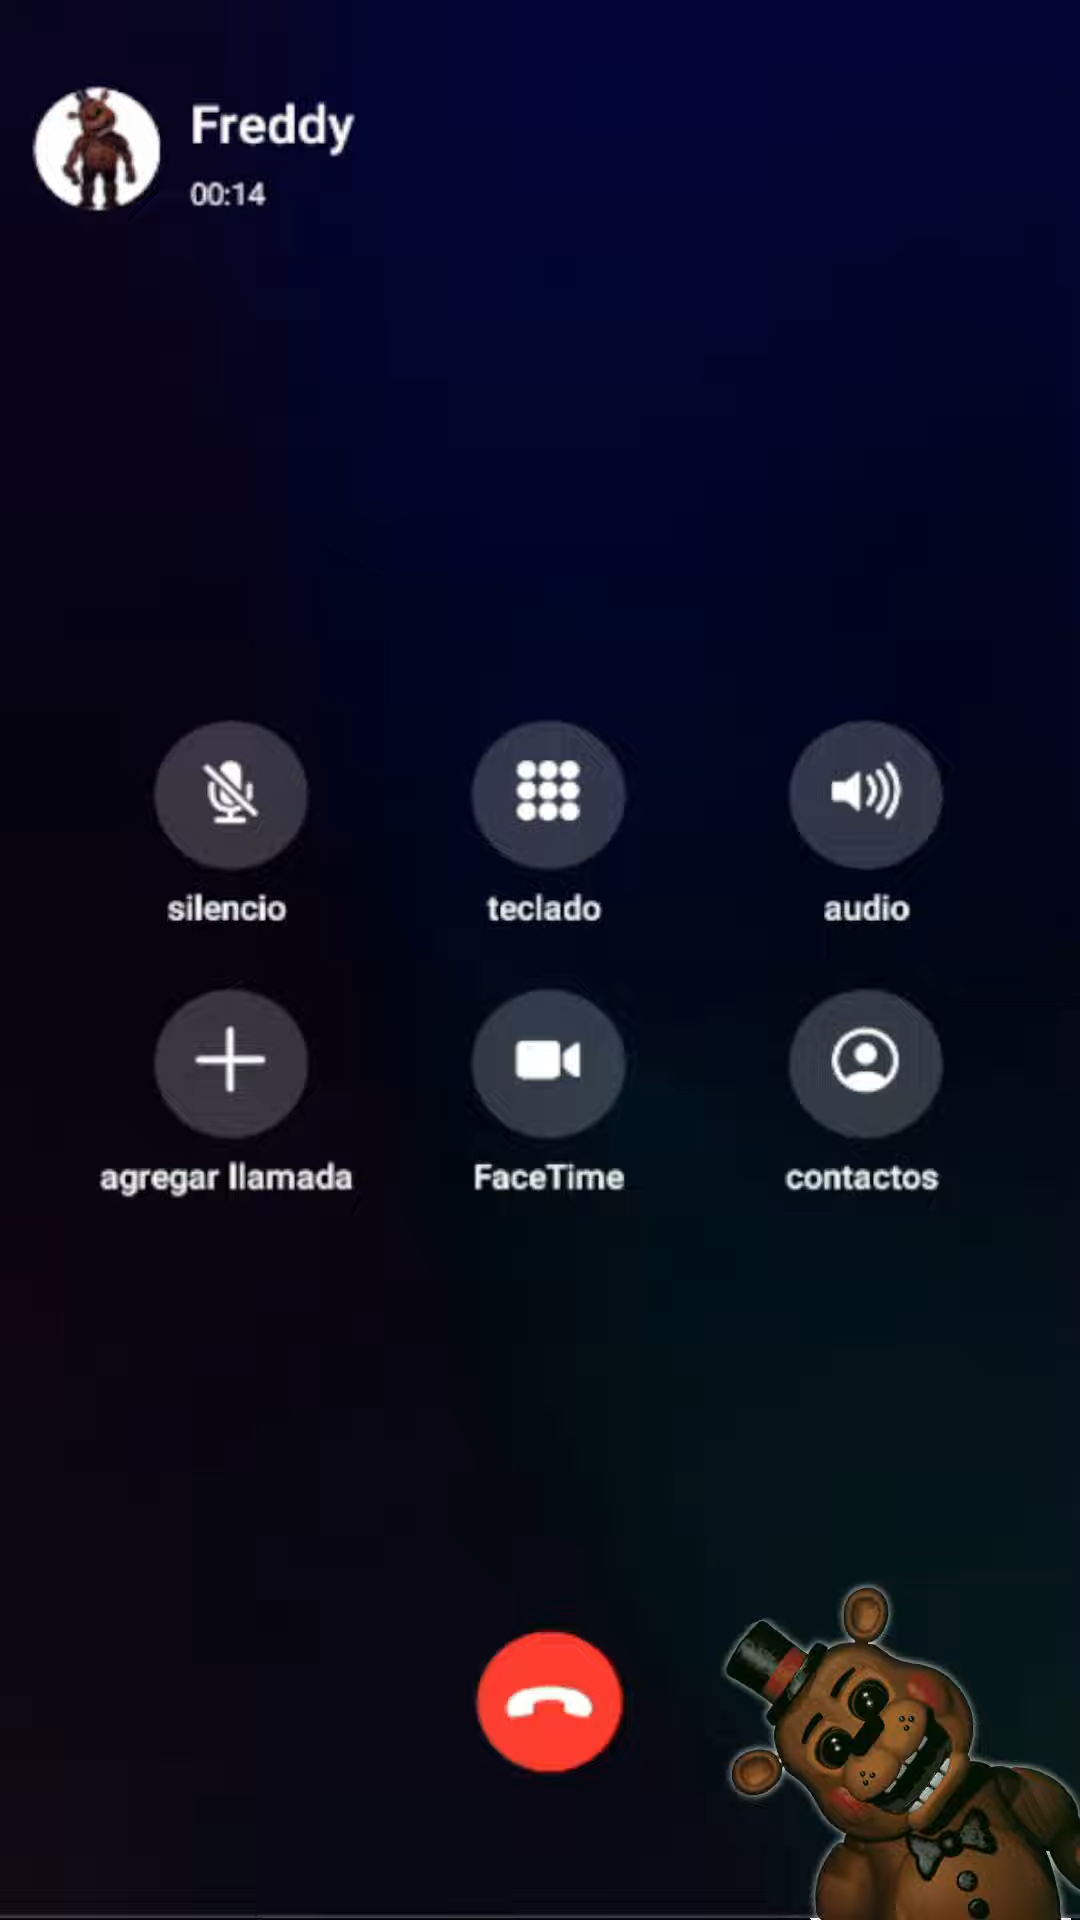 Freddy
00:14
silencio
teclado
audio
agregar llamada
FaceTime
contactos